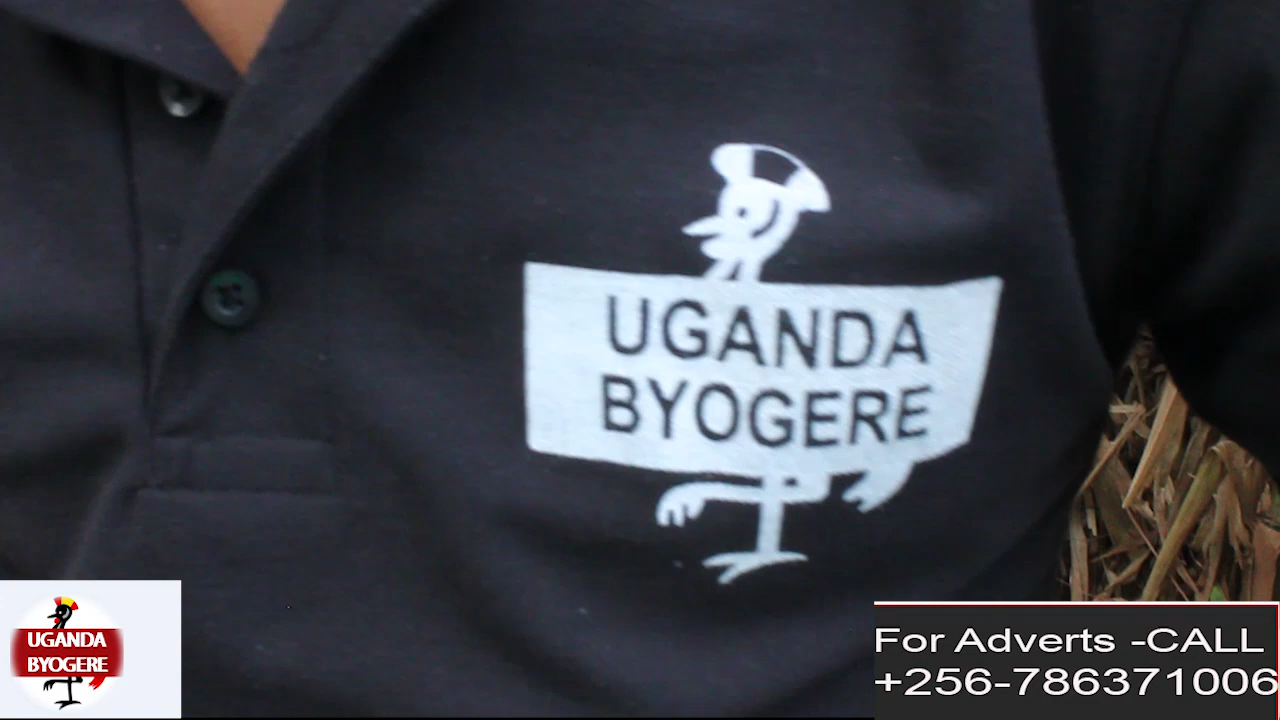 UGANDA
BYOGERE
UGANDA
BYOGERE
For Adverts -CALL
+256-786371006